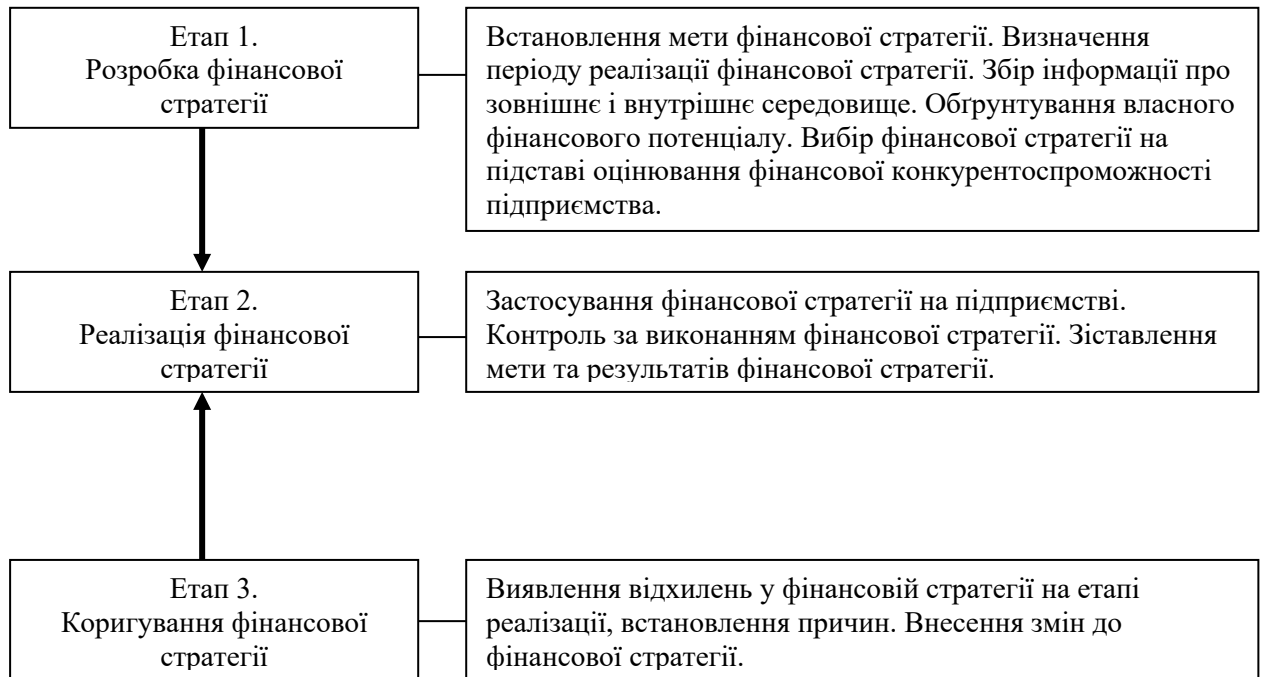 Етап 1.
Розробка фінансової
стратегії
Встановлення мети фінансової стратегії. Визначення
періоду реалізації фінансової стратегії. Збір інформації про
зовнішнє і внутрішнє середовище. Обґрунтування власного
фінансового потенціалу. Вибір фінансової стратегії на
підставі оцінювання фінансової конкурентоспроможності
підприємства.
Етап 2.
Реалізація фінансової
стратегії
Застосування фінансової стратегії на підприємстві.
Контроль за виконанням фінансової стратегії. Зіставлення
мети та результатів фінансової стратегії.
Етап 3.
Коригування фінансової
стратегії
Виявлення відхилень у фінансовій стратегії на етапі
реалізації, встановлення причин. Внесення змін до
фінансової стратегії.